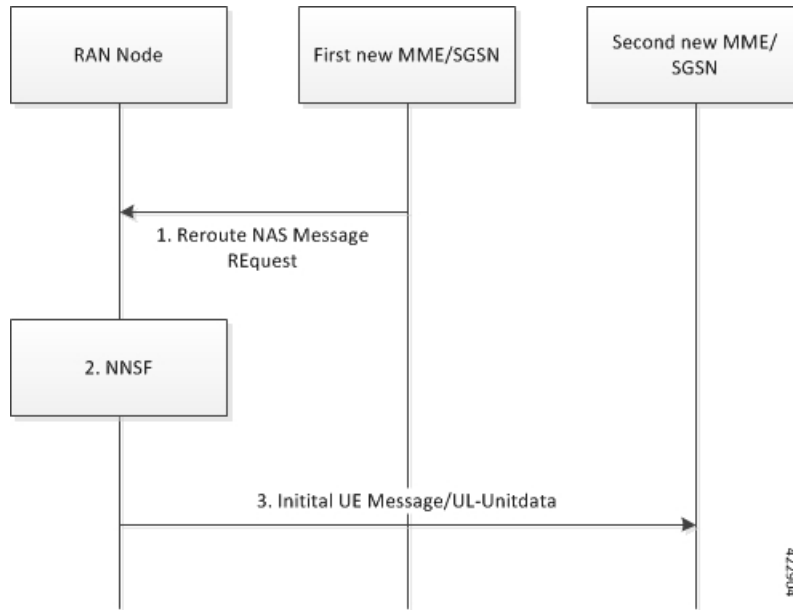 RAN Node
First new MME/SGSN
Second new MME/
SGSN
1. Reroute NAS Message
REquest
2. NNSF
3. Initital UE Message/UL-Unitdata
422904